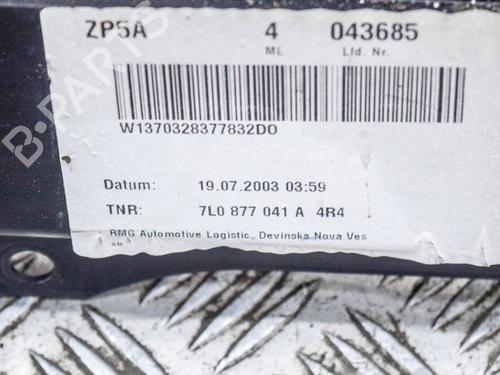 ZP5A 4 043685
ML Lfd. Nr.
W1370328377832DO
Datum: 19.07.2003 03:59
TNR: 7L0 877 041 A 4R4
RMG Automotive Logistic, Devinska Nova Ves
AM
B-PARTS